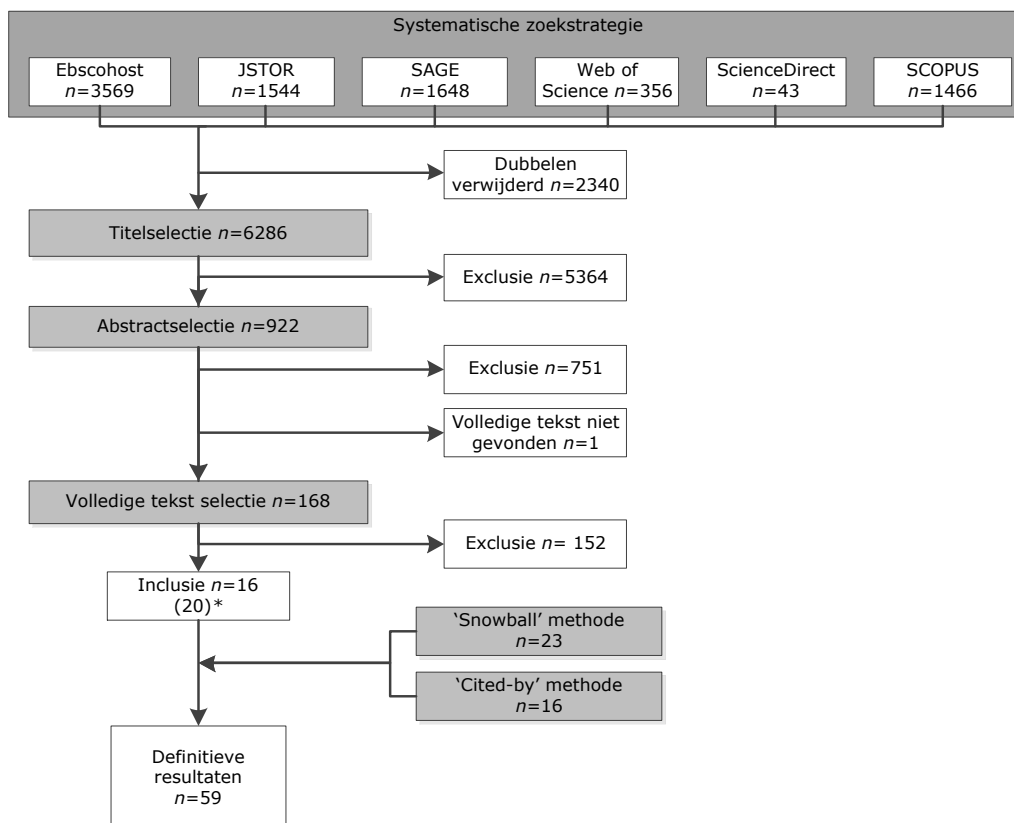 Systematische zoekstrategie
Ebscohost
n=3569
JSTOR
n=1544
SAGE
n=1648
Web of
Science n=356
ScienceDirect
n=43
SCOPUS
n=1466
Dubbelen
verwijderd n=2340
Titelselectie n=6286
Exclusie n=5364
Abstractselectie n=922
Exclusie n=751
Volledige tekst niet
gevonden n=1
Volledige tekst selectie n=168
Exclusie n= 152
Inclusie n=16
(20)*
‘Snowball’ methode
n=23
‘Cited-by’ methode
n=16
Definitieve
resultaten
n=59